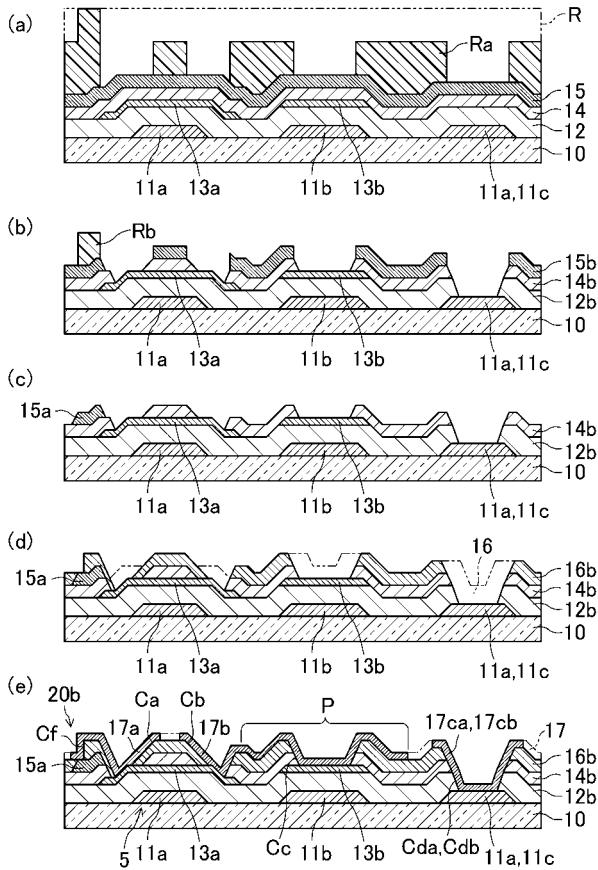 (a)
R
Ra
15
14
12
10
11a 13a 11b 13b 11a,11c
(b)
Rb
15b
14b
12b
10
11a 13a 11b 13b 11a,11c
(c)
15a
14b
12b
10
11a 13a 11b 13b 11a,11c
(d)
16
15a
16b
14b
12b
10
11a 13a 11b 13b 11a,11c
(e)
20b Ca Cb P
Cf 17a 17b 17ca,17cb 17
15a
16b
14b
12b
10
5 11a 13a Cc 11b 13b Cda,Cdb 11a,11c